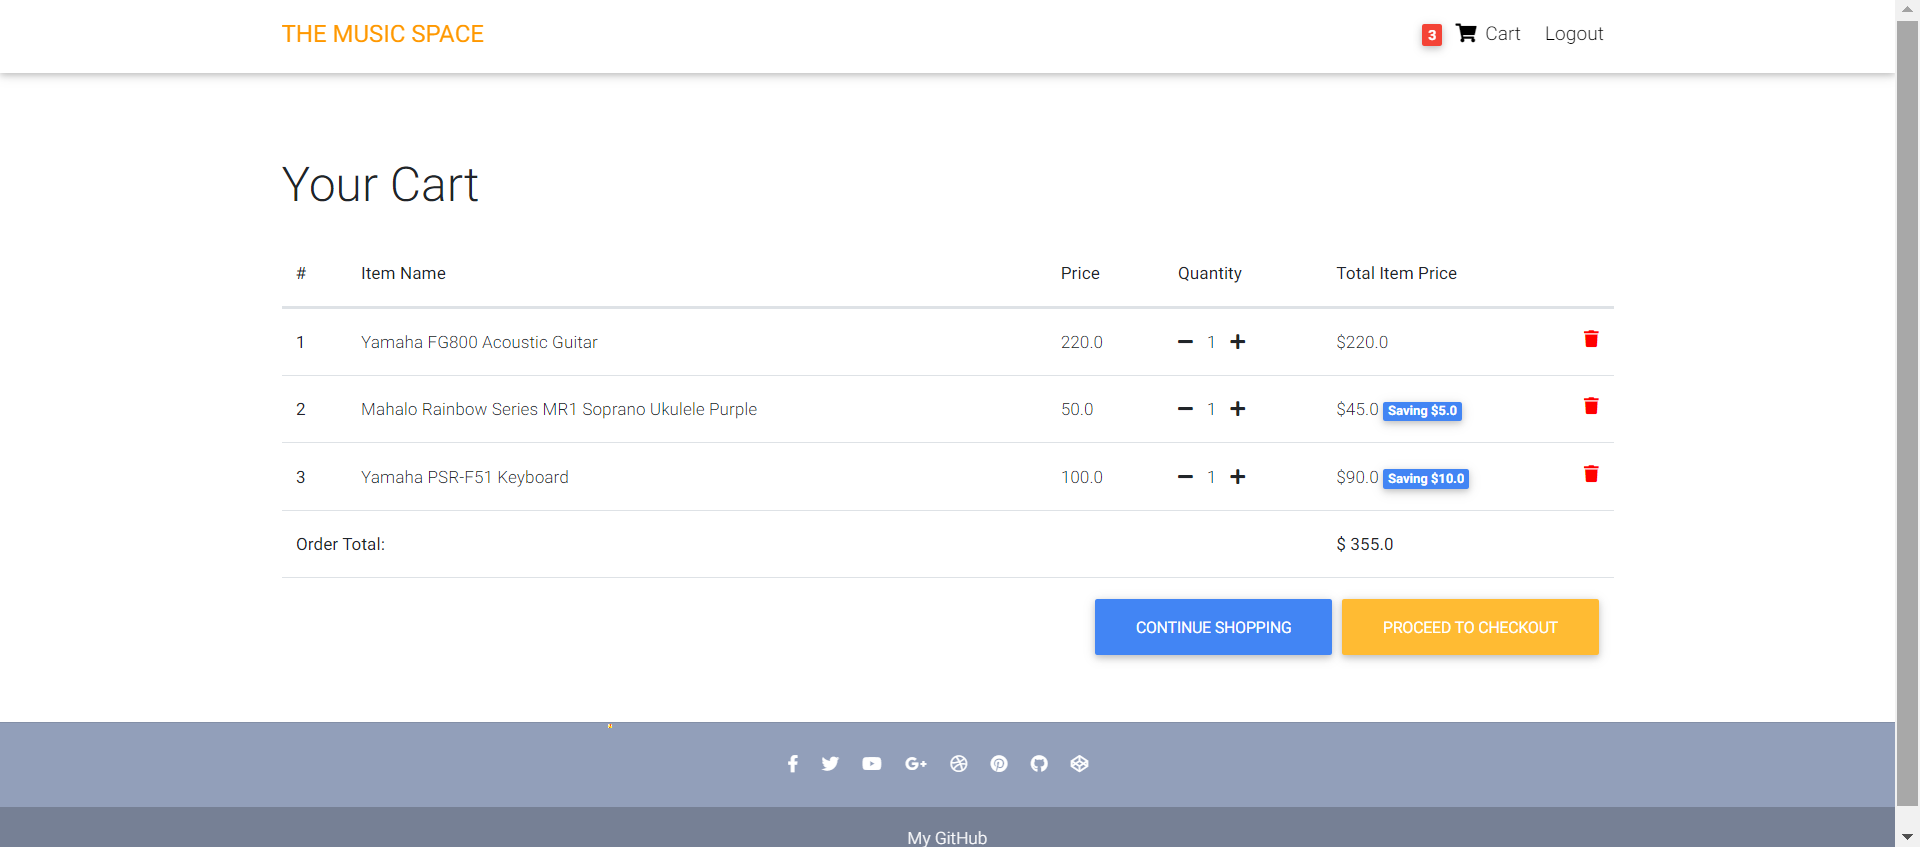 THE MUSIC SPACE 3 Cart Logout
Your Cart
# Item Name Price Quantity Total Item Price
1 Yamaha FG800 Acoustic Guitar 220.0 1 $220.0
2 Mahalo Rainbow Series MR1 Soprano Ukulele Purple 50.0 1 $45.0 Saving $5.0
3 Yamaha PSR-F51 Keyboard 100.0 1 $90.0 Saving $10.0
Order Total: $ 355.0
CONTINUE SHOPPING PROCEED TO CHECKOUT
My GitHub